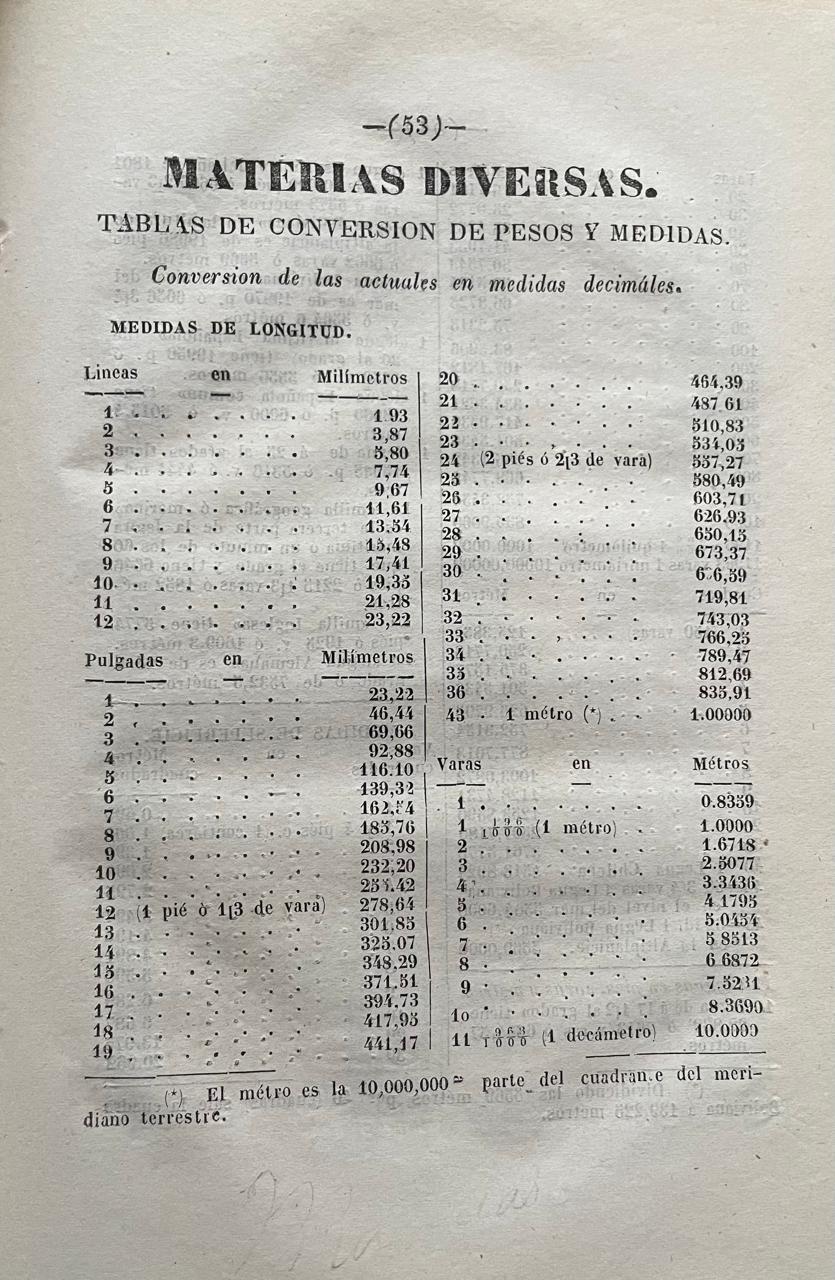 —(53)—
MATERIAS DIVERSAS.
TABLAS DE CONVERSION DE PESOS Y MEDIDAS.
Conversion de las actuales en medidas decimáles.
MEDIDAS DE LONGITUD.
Lineas en Milímetros
1 . . . . . . . 1.93
2 . . . . . . . 3,87
3 . . . . . . . 5,80
4 . . . . . . . 7,74
5 . . . . . . . 9,67
6 . . . . . . . 11,61
7 . . . . . . . 13.54
8 . . . . . . . 15,48
9 . . . . . . . 17,41
10 . . . . . . . 19,35
11 . . . . . . . 21,28
12 . . . . . . . 23,22
Pulgadas en Milímetros
1 . . . . . . . 23,22
2 . . . . . . . 46,44
3 . . . . . . . 69,66
4 . . . . . . . 92,88
5 . . . . . . . 116.10
6 . . . . . . . 139,32
7 . . . . . . . 162,54
8 . . . . . . . 185,76
9 . . . . . . . 208,98
10 . . . . . . . 232,20
11 . . . . . . . 255.42
12 (1 pié ò 1[3 de vara) 278,64
13 . . . . . . . 301,85
14 . . . . . . . 325.07
15 . . . . . . . 348,29
16 . . . . . . . 371.51
17 . . . . . . . 394.73
18 . . . . . . . 417,95
19 . . . . . . . 441,17
20 . . . . . . . 464,39
21 . . . . . . . 487 61
22 . . . . . . . 510,83
23 . . . . . . . 534,05
24 (2 piés ó 2[3 de vara) 557,27
25 . . . . . . . 580,49
26 . . . . . . . 603,71
27 . . . . . . . 626.93
28 . . . . . . . 650,15
29 . . . . . . . 673,37
30 . . . . . . . 696,59
31 . . . . . . . 719,81
32 . . . . . . . 743,03
33 . . . . . . . 766,25
34 . . . . . . . 789,47
35 . . . . . . . 812,69
36 . . . . . . . 835,91
43 . 1 métro (*) . . 1.00000
Varas en Métros
1 . . . . . . . 0.8359
1 196/1000 (1 métro) . 1.0000
2 . . . . . . . 1.6718
3 . . . . . . . 2.5077
4 . . . . . . . 3.3436
5 . . . . . . . 4 1795
6 . . . . . . . 5.0454
7 . . . . . . . 5 8513
8 . . . . . . . 6 6872
9 . . . . . . . 7.5231
1o . . . . . . . 8.3690
11 963/1000 (1 decámetro) 10.0000
(*) El métro es la 10,000,000ª parte del cuadrante del meri-
diano terrestre.